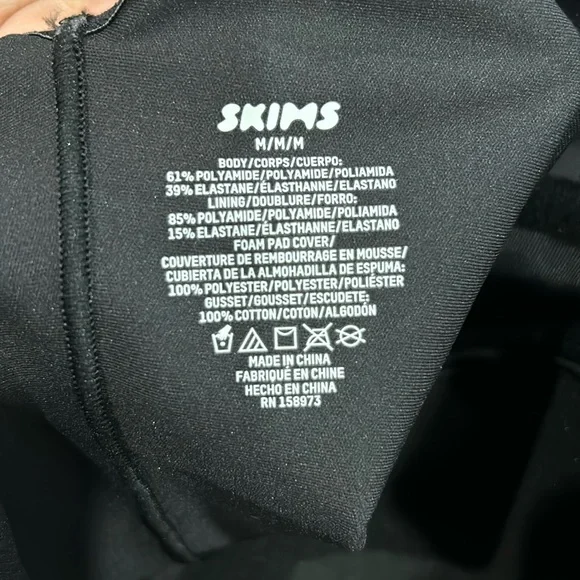 SKIMS
M/M/M
BODY/CORPS/CUERPO:
61% POLYAMIDE/POLYAMIDE/POLIAMIDA
39% ELASTANE/ÉLASTHANNE/ELASTANO
LINING/DOUBLURE/FORRO:
85% POLYAMIDE/POLYAMIDE/POLIAMIDA
15% ELASTANE/ÉLASTHANNE/ELASTANO
FOAM PAD COVER/
COUVERTURE DE REMBOURRAGE EN MOUSSE/
CUBIERTA DE LA ALMOHADILLA DE ESPUMA:
100% POLYESTER/POLYESTER/POLIÉSTER
GUSSET/GOUSSET/ESCUDETE:
100% COTTON/COTON/ALGODÓN
MADE IN CHINA
FABRIQUÉ EN CHINE
HECHO EN CHINA
RN 158973